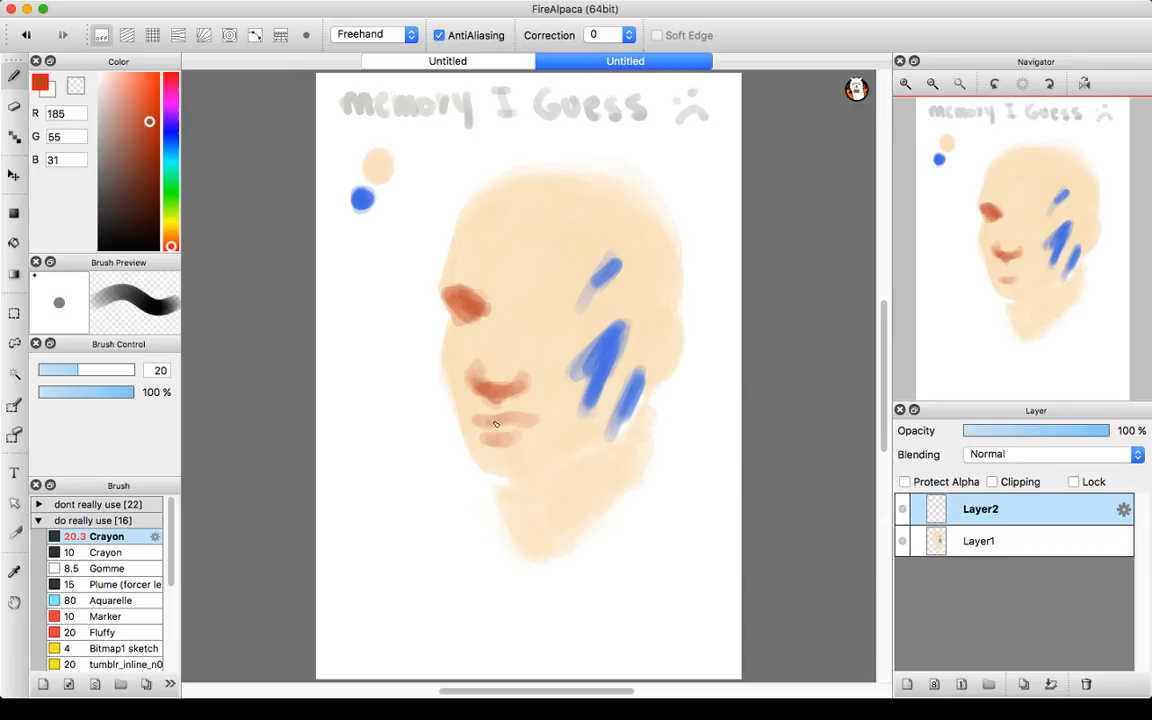 FireAlpaca (64bit)
off
Freehand
AntiAliasing
Correction
0
Soft Edge
Color
Untitled
Untitled
Navigator
memory I Guess :(
memory I Guess :(
R
185
G
55
B
31
Brush Preview
*
Brush Control
20
100 %
Layer
Opacity
100 %
Blending
Normal
Protect Alpha
Clipping
Lock
Layer2
Layer1
Brush
dont really use [22]
do really use [16]
20.3 Crayon
10 Crayon
8.5 Gomme
15 Plume (forcer le
80 Aquarelle
10 Marker
20 Fluffy
4 Bitmap1 sketch
20 tumblr_inline_n0